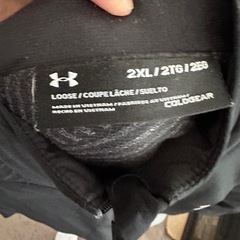 2XL / 2TG / 2EG
LOOSE / COUPE LÂCHE / SUELTO
MADE IN VIETNAM / FABRIQUÉ AU VIETNAM /
HECHO EN VIETNAM
COLDGEAR